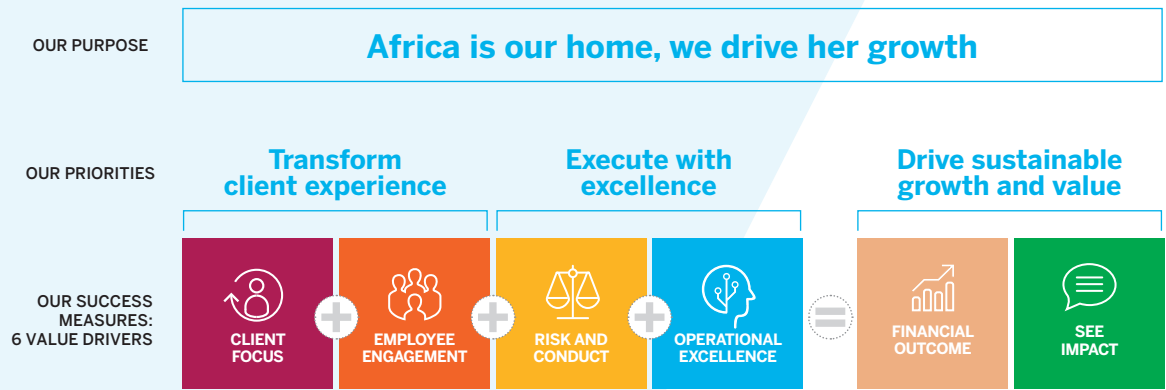 OUR PURPOSE
Africa is our home, we drive her growth
OUR PRIORITIES
Transform
client experience
Execute with
excellence
Drive sustainable
growth and value
OUR SUCCESS
MEASURES:
6 VALUE DRIVERS
CLIENT
FOCUS
+
EMPLOYEE
ENGAGEMENT
+
RISK AND
CONDUCT
+
OPERATIONAL
EXCELLENCE
=
FINANCIAL
OUTCOME
SEE
IMPACT